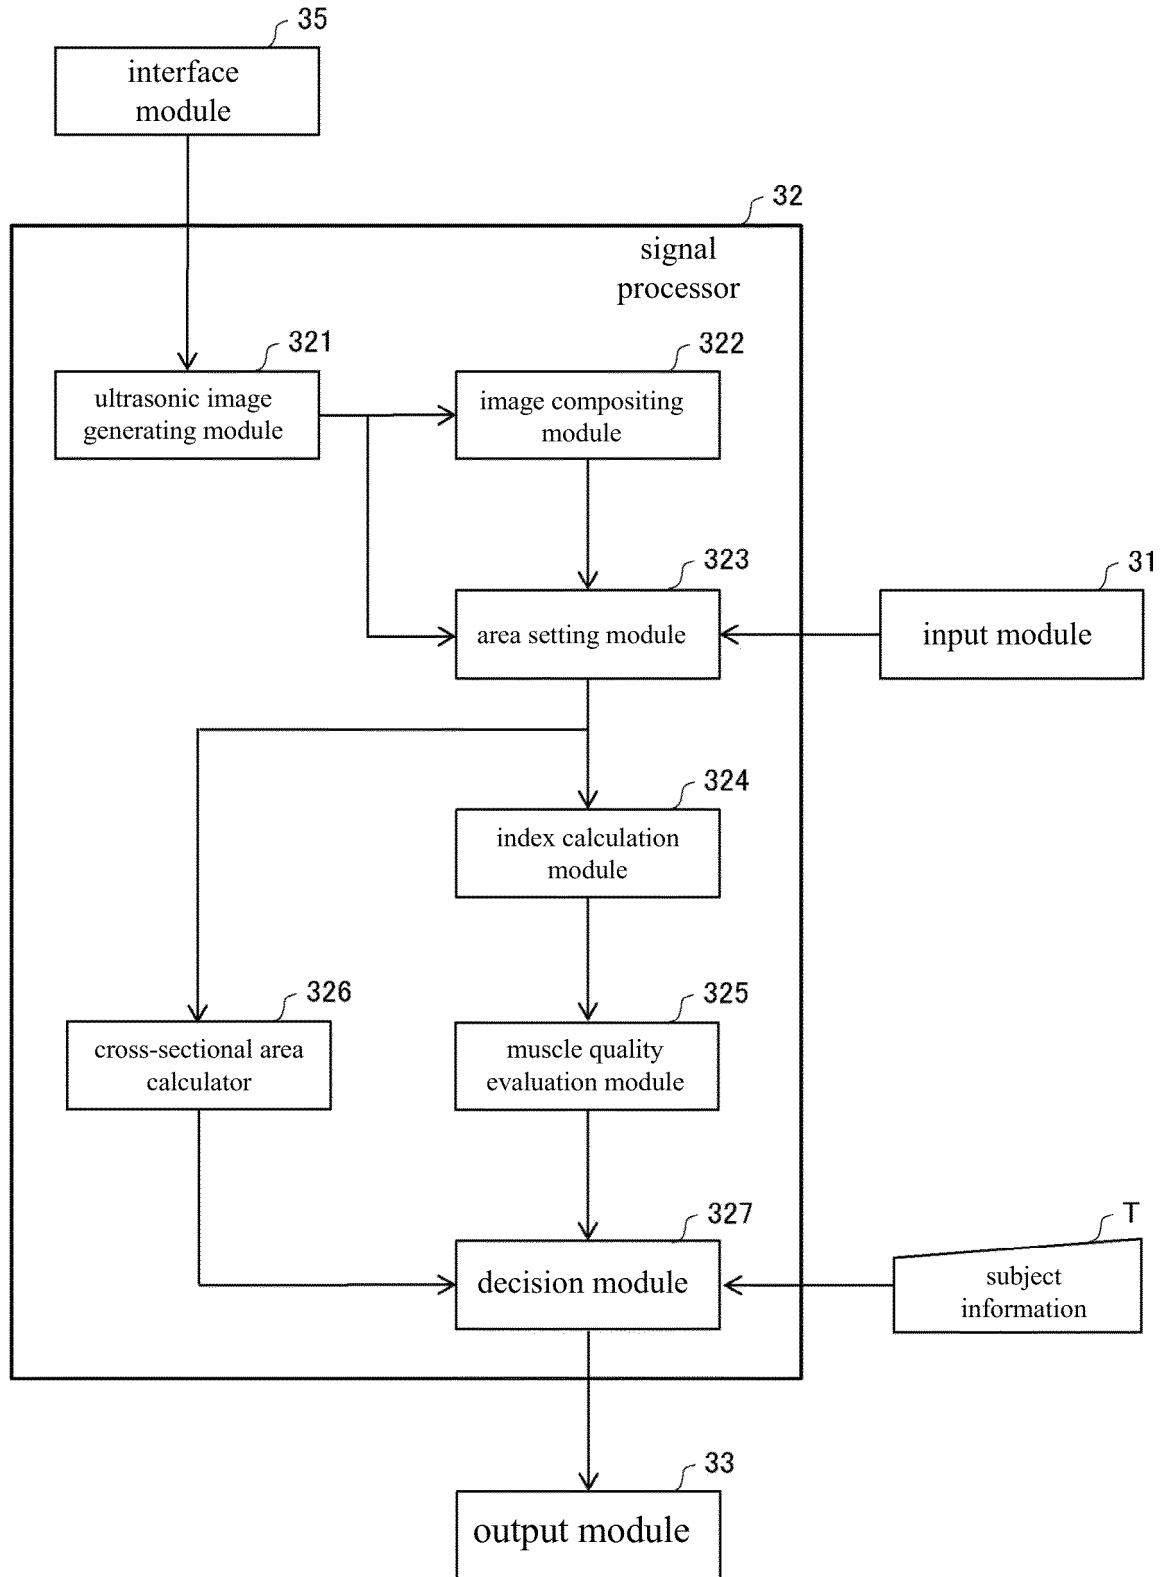 35
interface
module
32
signal
processor
321
ultrasonic image
generating module
322
image compositing
module
323
area setting module
31
input module
324
index calculation
module
326
cross-sectional area
calculator
325
muscle quality
evaluation module
327
decision module
T
subject
information
33
output module